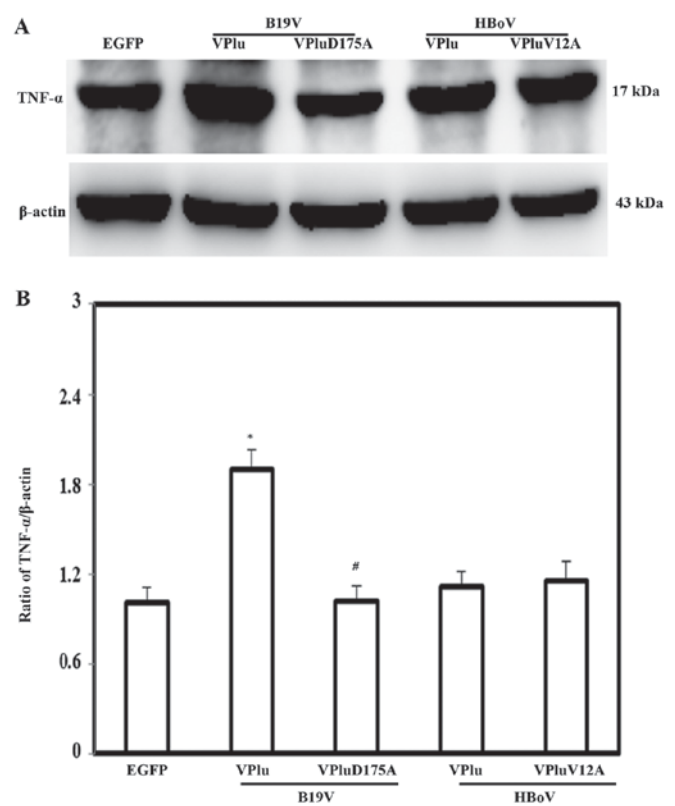 A
B19V
HBoV
EGFP
VPlu
VPluD175A
VPlu
VPluV12A
TNF-α
17 kDa
β-actin
43 kDa
B
3
2.4
1.8
1.2
0.6
0
Ratio of TNF-α/β-actin
*
#
EGFP
VPlu
VPluD175A
VPlu
VPluV12A
B19V
HBoV